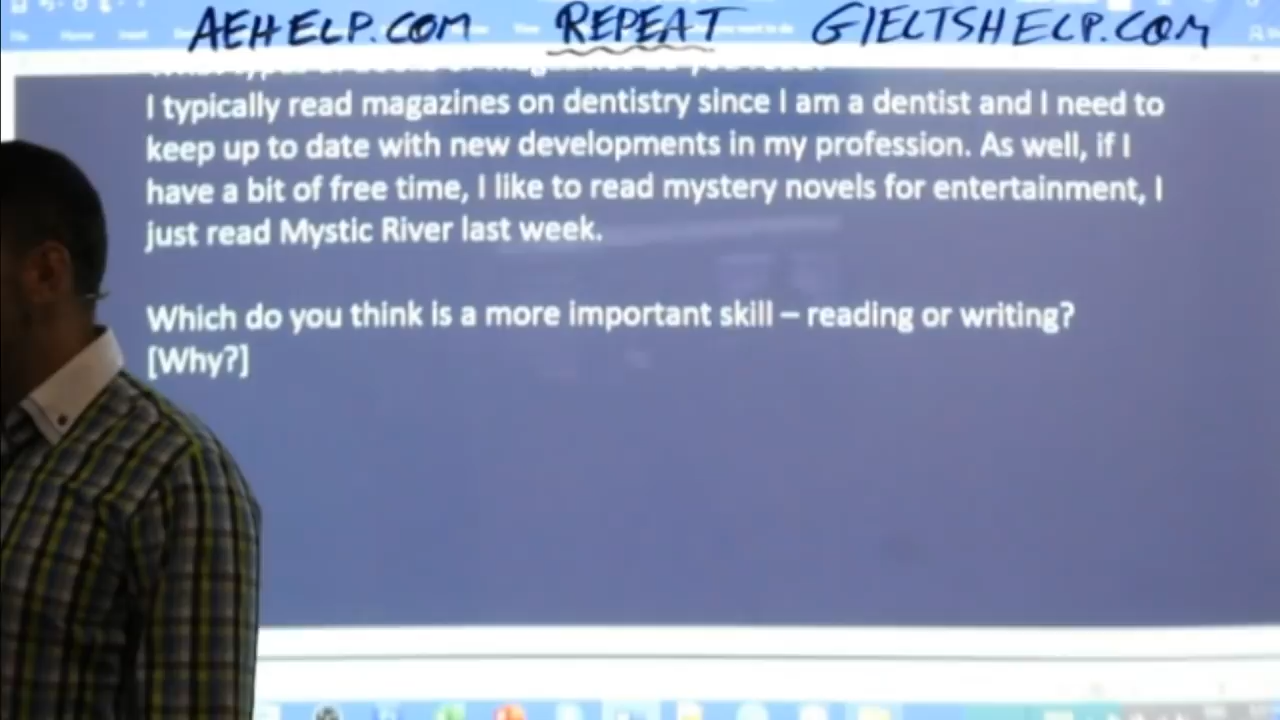 AEHELP.COM REPEAT GIELTSHELP.COM
I typically read magazines on dentistry since I am a dentist and I need to
keep up to date with new developments in my profession. As well, if I
have a bit of free time, I like to read mystery novels for entertainment, I
just read Mystic River last week.
Which do you think is a more important skill – reading or writing?
[Why?]